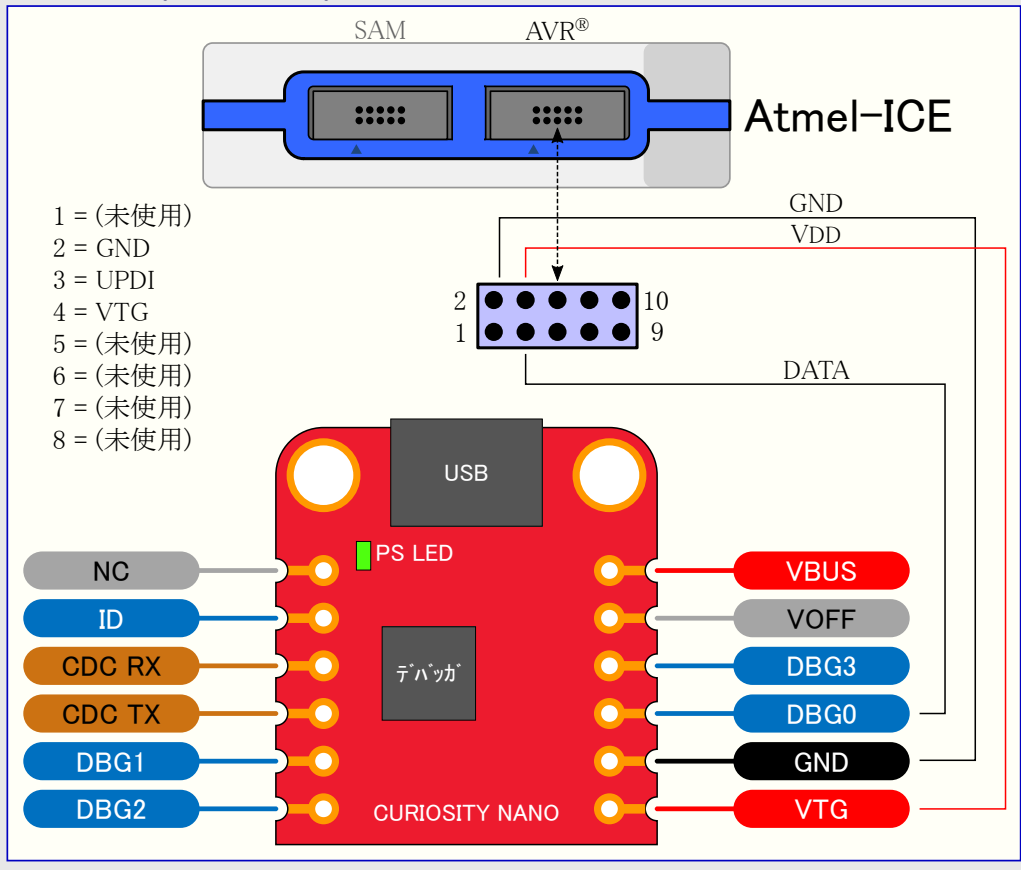 SAM
AVR®
Atmel-ICE
1 = (未使用)
2 = GND
3 = UPDI
4 = VTG
5 = (未使用)
6 = (未使用)
7 = (未使用)
8 = (未使用)
GND
VDD
2
10
1
9
DATA
USB
PS LED
NC
ID
CDC RX
CDC TX
DBG1
DBG2
デバッガ
CURIOSITY NANO
VBUS
VOFF
DBG3
DBG0
GND
VTG